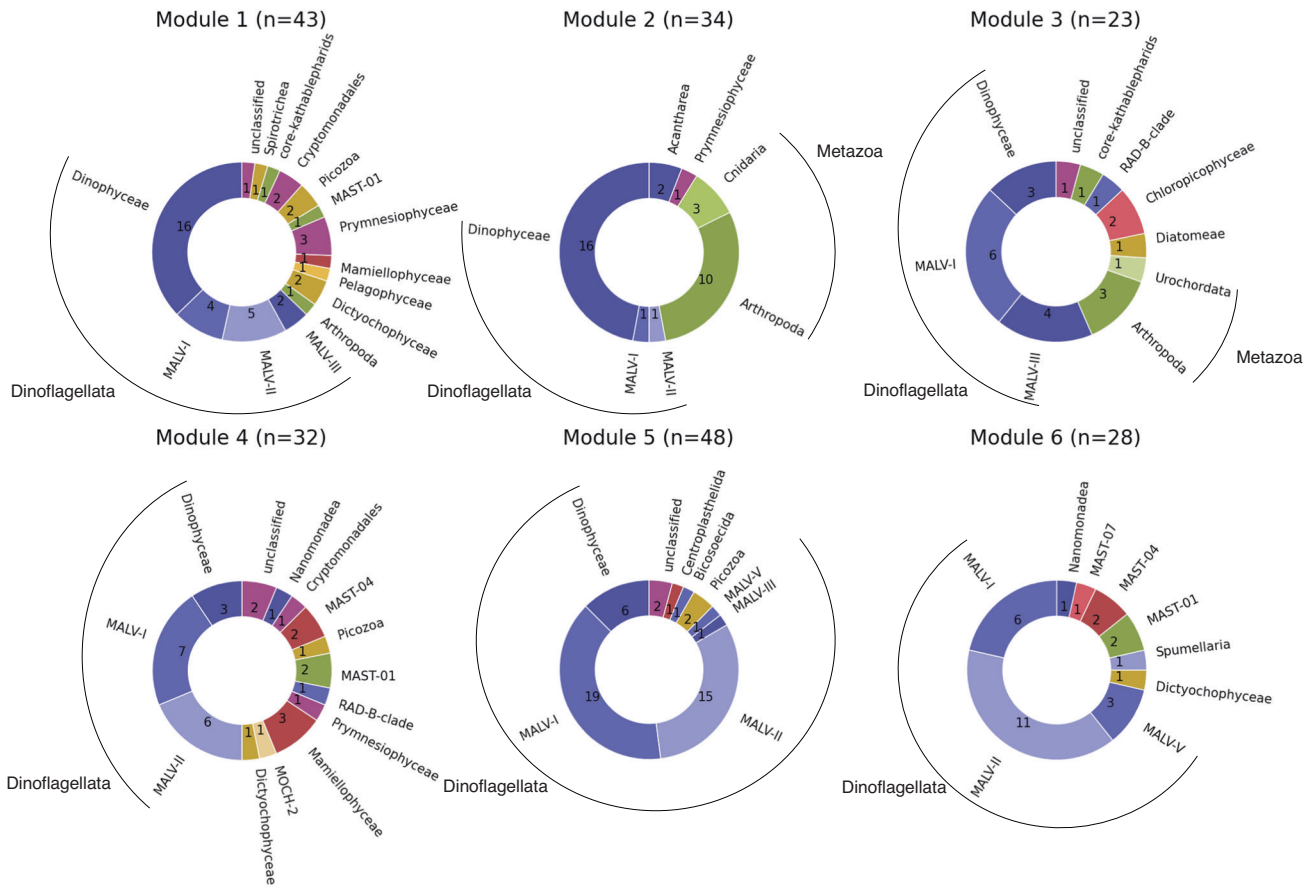 Module 1 (n=43)
unclassified
Spirotrichea
core-kathablepharids
Cryptomonadales
Picozoa
MAST-01
Prymnesiophyceae
Mamiellophyceae
Pelagophyceae
Dictyochophyceae
Arthropoda
MALV-III
MALV-II
MALV-I
Dinophyceae
1
1
1
2
2
1
3
1
1
2
1
2
5
4
16
Dinoflagellata
Module 2 (n=34)
Acantharea
Prymnesiophyceae
Cnidaria
Arthropoda
MALV-II
MALV-I
Dinophyceae
2
1
3
10
1
1
16
Metazoa
Dinoflagellata
Module 3 (n=23)
unclassified
core-kathablepharids
RAD-B-clade
Chloropicophyceae
Diatomeae
Urochordata
Arthropoda
MALV-III
MALV-I
Dinophyceae
1
1
1
2
1
1
3
4
6
3
Metazoa
Dinoflagellata
Module 4 (n=32)
unclassified
Nanomonadea
Cryptomonadales
MAST-04
Picozoa
MAST-01
RAD-B-clade
Prymnesiophyceae
Mamiellophyceae
MOCH-2
Dictyochophyceae
MALV-II
MALV-I
Dinophyceae
2
1
1
2
1
2
1
1
3
1
1
6
7
3
Dinoflagellata
Module 5 (n=48)
unclassified
Centroplasthelida
Bicosoecida
Picozoa
MALV-V
MALV-III
MALV-II
MALV-I
Dinophyceae
2
1
1
2
1
1
15
19
6
Dinoflagellata
Module 6 (n=28)
Nanomonadea
MAST-07
MAST-04
MAST-01
Spumellaria
Dictyochophyceae
MALV-V
MALV-II
MALV-I
1
1
2
2
1
1
3
11
6
Dinoflagellata